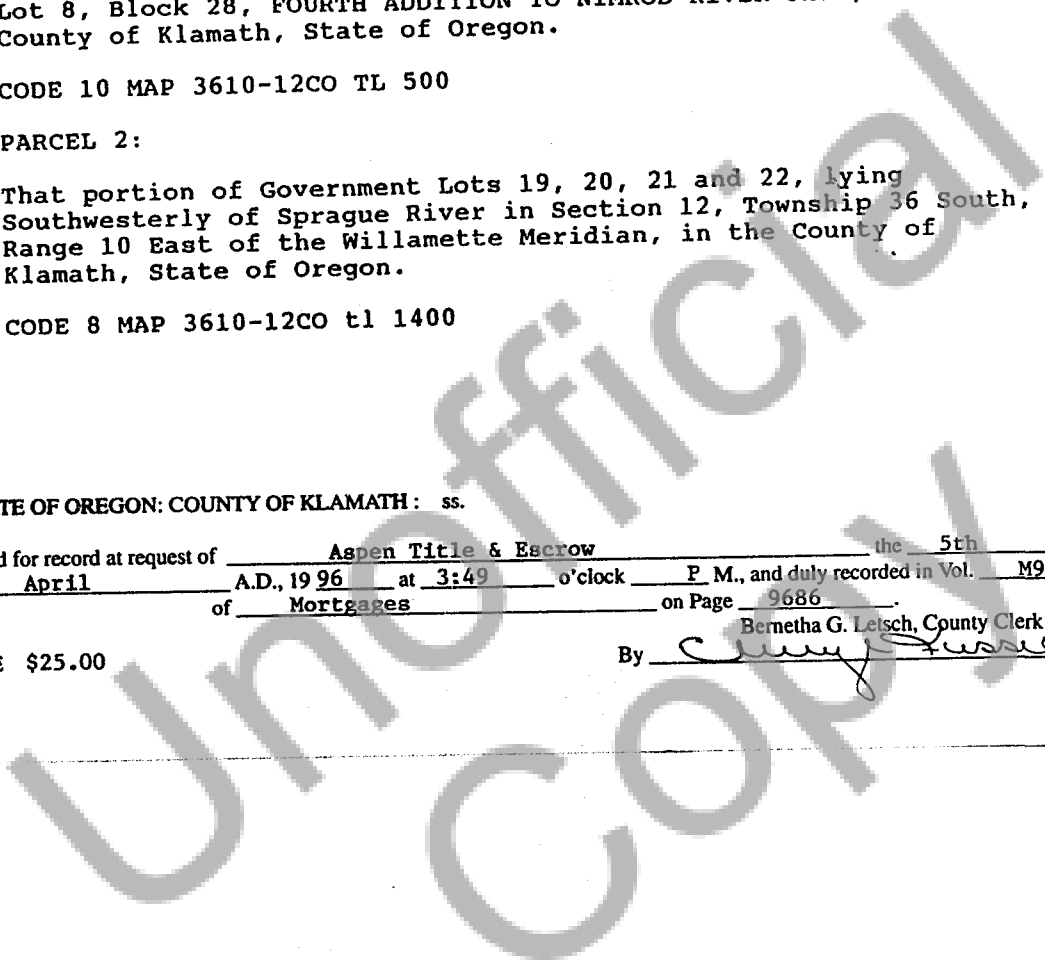 Lot 8, Block 28, FOURTH ADDITION TO NIMROD RIVER
County of Klamath, State of Oregon.
CODE 10 MAP 3610-12CO TL 500
PARCEL 2:
That portion of Government Lots 19, 20, 21 and 22, lying
Southwesterly of Sprague River in Section 12, Township 36 South,
Range 10 East of the Willamette Meridian, in the County of
Klamath, State of Oregon.
CODE 8 MAP 3610-12CO tl 1400
TE OF OREGON: COUNTY OF KLAMATH : ss.
d for record at request of Aspen Title & Escrow the 5th
April A.D., 19 96 at 3:49 o'clock P M., and duly recorded in Vol. M9
of Mortgages on Page 9686 .
Bernetha G. Letsch, County Clerk
E $25.00 By
Unofficial
Copy